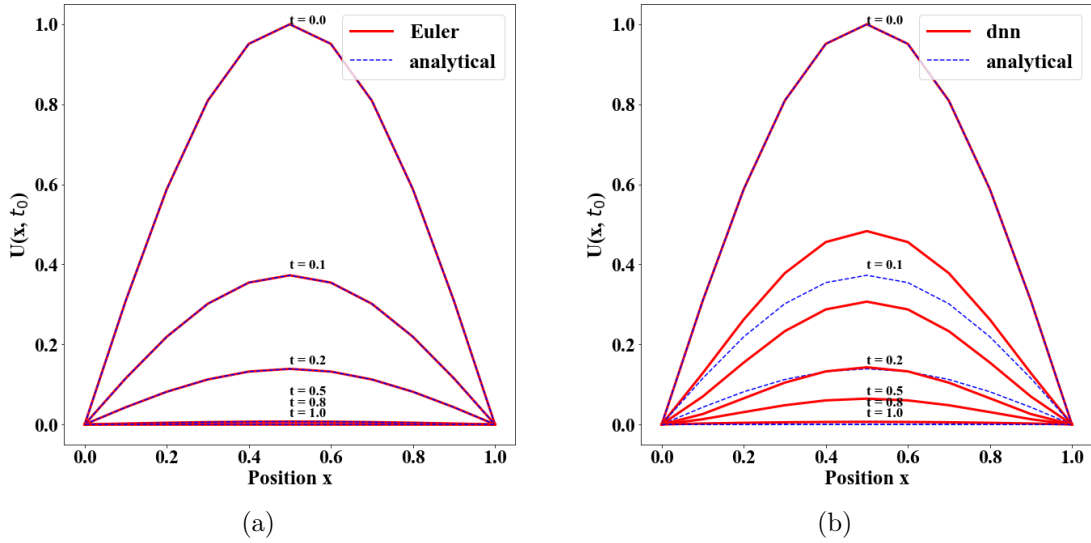 t = 0.0
Euler
analytical
t = 0.1
t = 0.2
t = 0.5
t = 0.8
t = 1.0
1.0
0.8
0.6
0.4
0.2
0.0
U(x, t₀)
0.0 0.2 0.4 0.6 0.8 1.0
Position x
(a)
t = 0.0
dnn
analytical
t = 0.1
t = 0.2
t = 0.5
t = 0.8
t = 1.0
1.0
0.8
0.6
0.4
0.2
0.0
U(x, t₀)
0.0 0.2 0.4 0.6 0.8 1.0
Position x
(b)